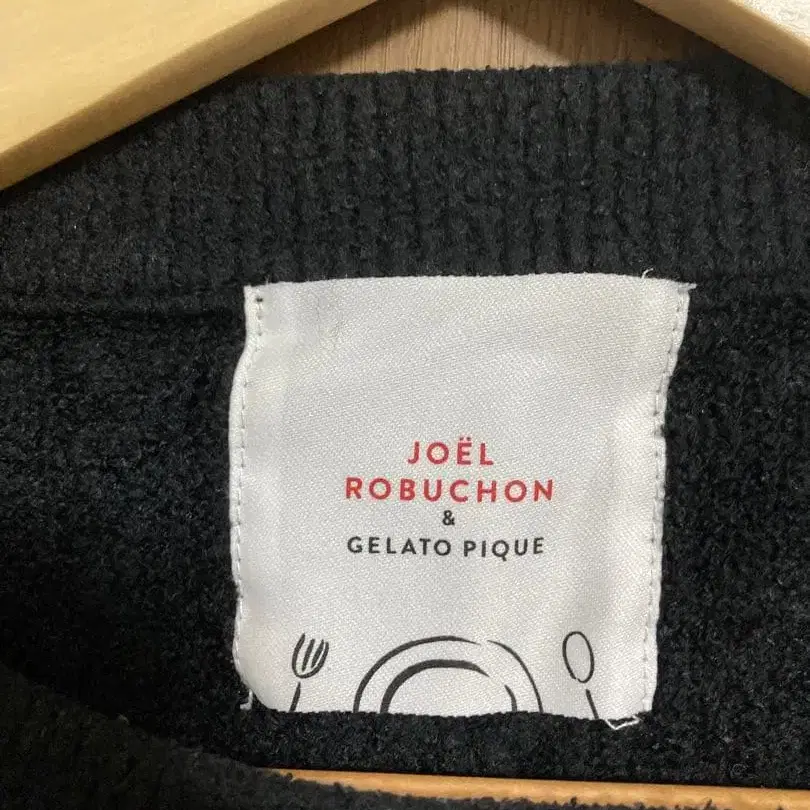 JOËL
ROBUCHON
&
GELATO PIQUE